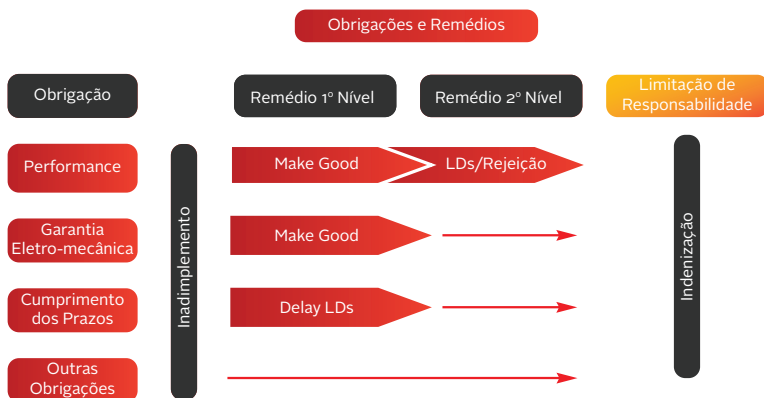 Obrigações e Remédios
Obrigação
Remédio 1º Nível
Remédio 2º Nível
Limitação de
Responsabilidade
Performance
Inadimplemento
Make Good
LDs/Rejeição
Indenização
Garantia
Eletro-mecânica
Make Good
Cumprimento
dos Prazos
Delay LDs
Outras
Obrigações